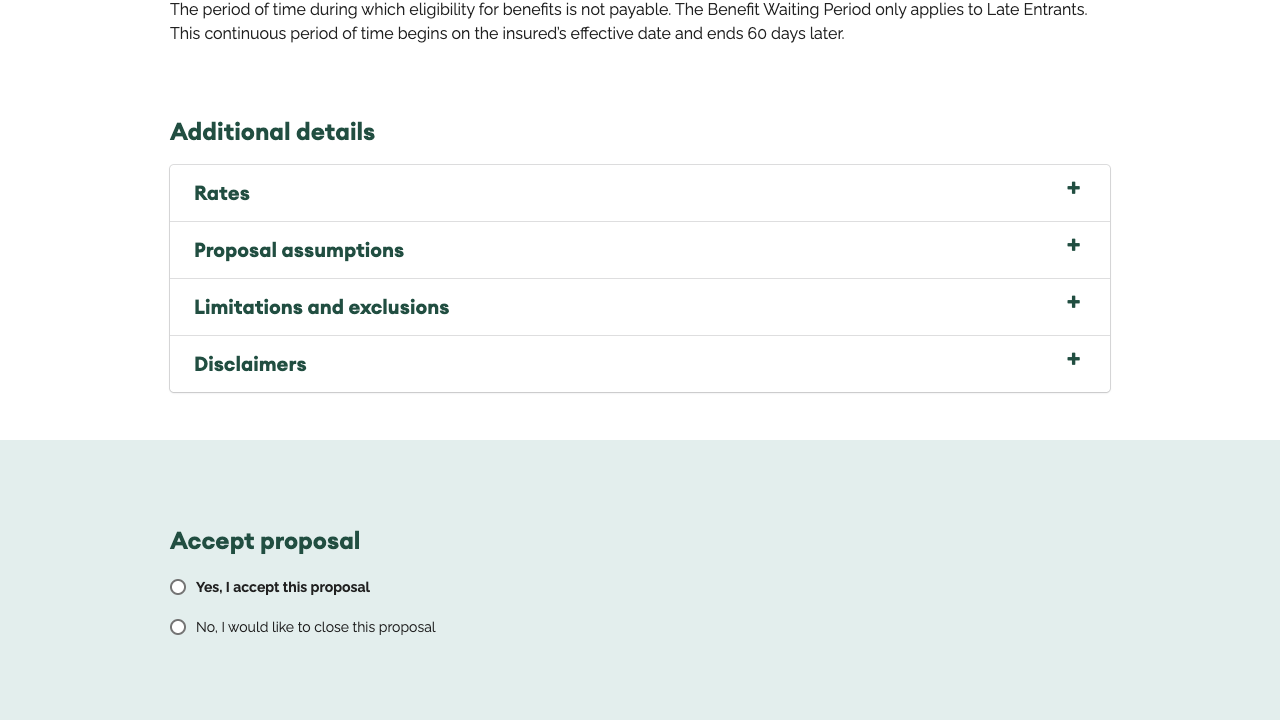 The period of time during which eligibility for benefits is not payable. The Benefit Waiting Period only applies to Late Entrants.
This continuous period of time begins on the insured's effective date and ends 60 days later.
Additional details
Rates
Proposal assumptions
Limitations and exclusions
Disclaimers
Accept proposal
Yes, I accept this proposal
No, I would like to close this proposal